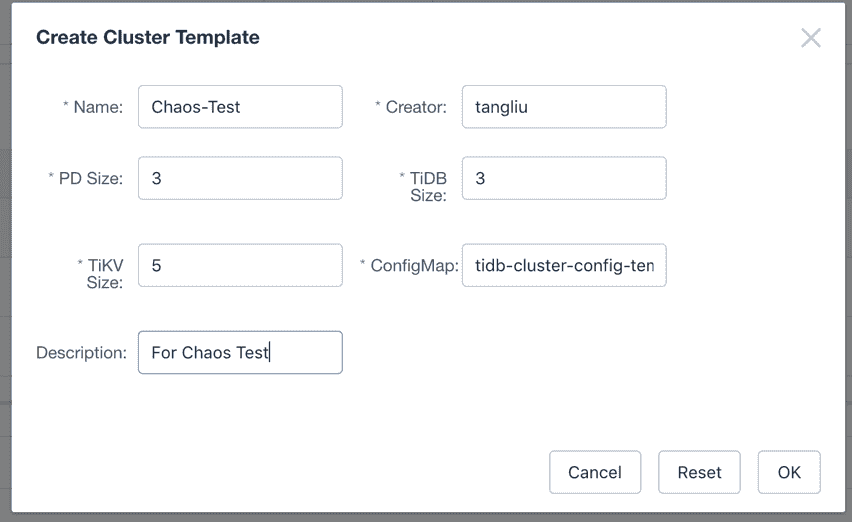 Create Cluster Template
* Name: Chaos-Test * Creator: tangliu
* PD Size: 3 * TiDB Size: 3
* TiKV Size: 5 * ConfigMap: tidb-cluster-config-ten
Description: For Chaos Test
Cancel Reset OK